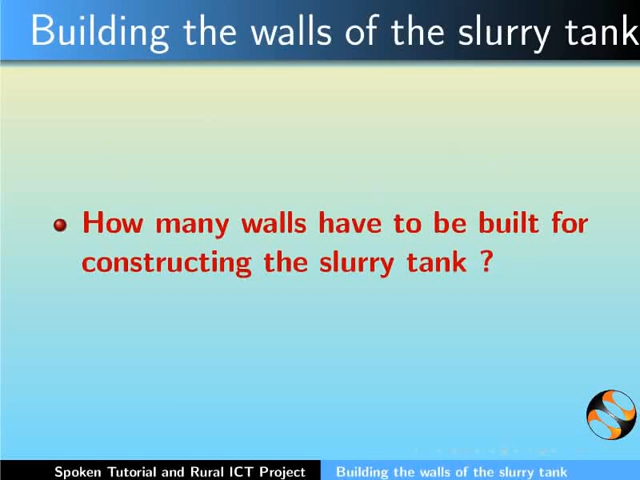 Building the walls of the slurry tank
How many walls have to be built for
constructing the slurry tank ?
Spoken Tutorial and Rural ICT Project
Building the walls of the slurry tank